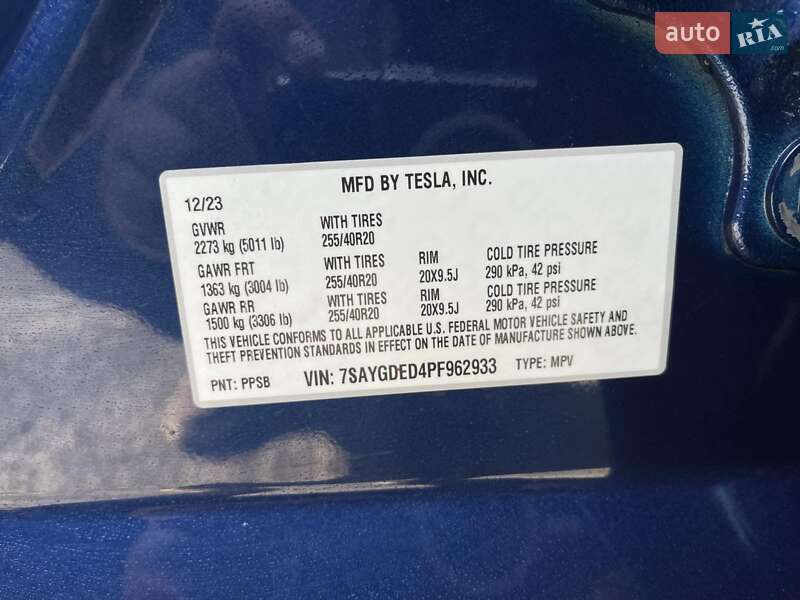 auto RIA.com
MFD BY TESLA, INC.
12/23
GVWR WITH TIRES
2273 kg (5011 lb) 255/40R20
GAWR FRT WITH TIRES RIM COLD TIRE PRESSURE
1363 kg (3004 lb) 255/40R20 20X9.5J 290 kPa, 42 psi
GAWR RR WITH TIRES RIM COLD TIRE PRESSURE
1500 kg (3306 lb) 255/40R20 20X9.5J 290 kPa, 42 psi
THIS VEHICLE CONFORMS TO ALL APPLICABLE U.S. FEDERAL MOTOR VEHICLE SAFETY AND
THEFT PREVENTION STANDARDS IN EFFECT ON THE DATE OF MANUFACTURE SHOWN ABOVE.
PNT: PPSB VIN: 7SAYGDED4PF962933 TYPE: MPV